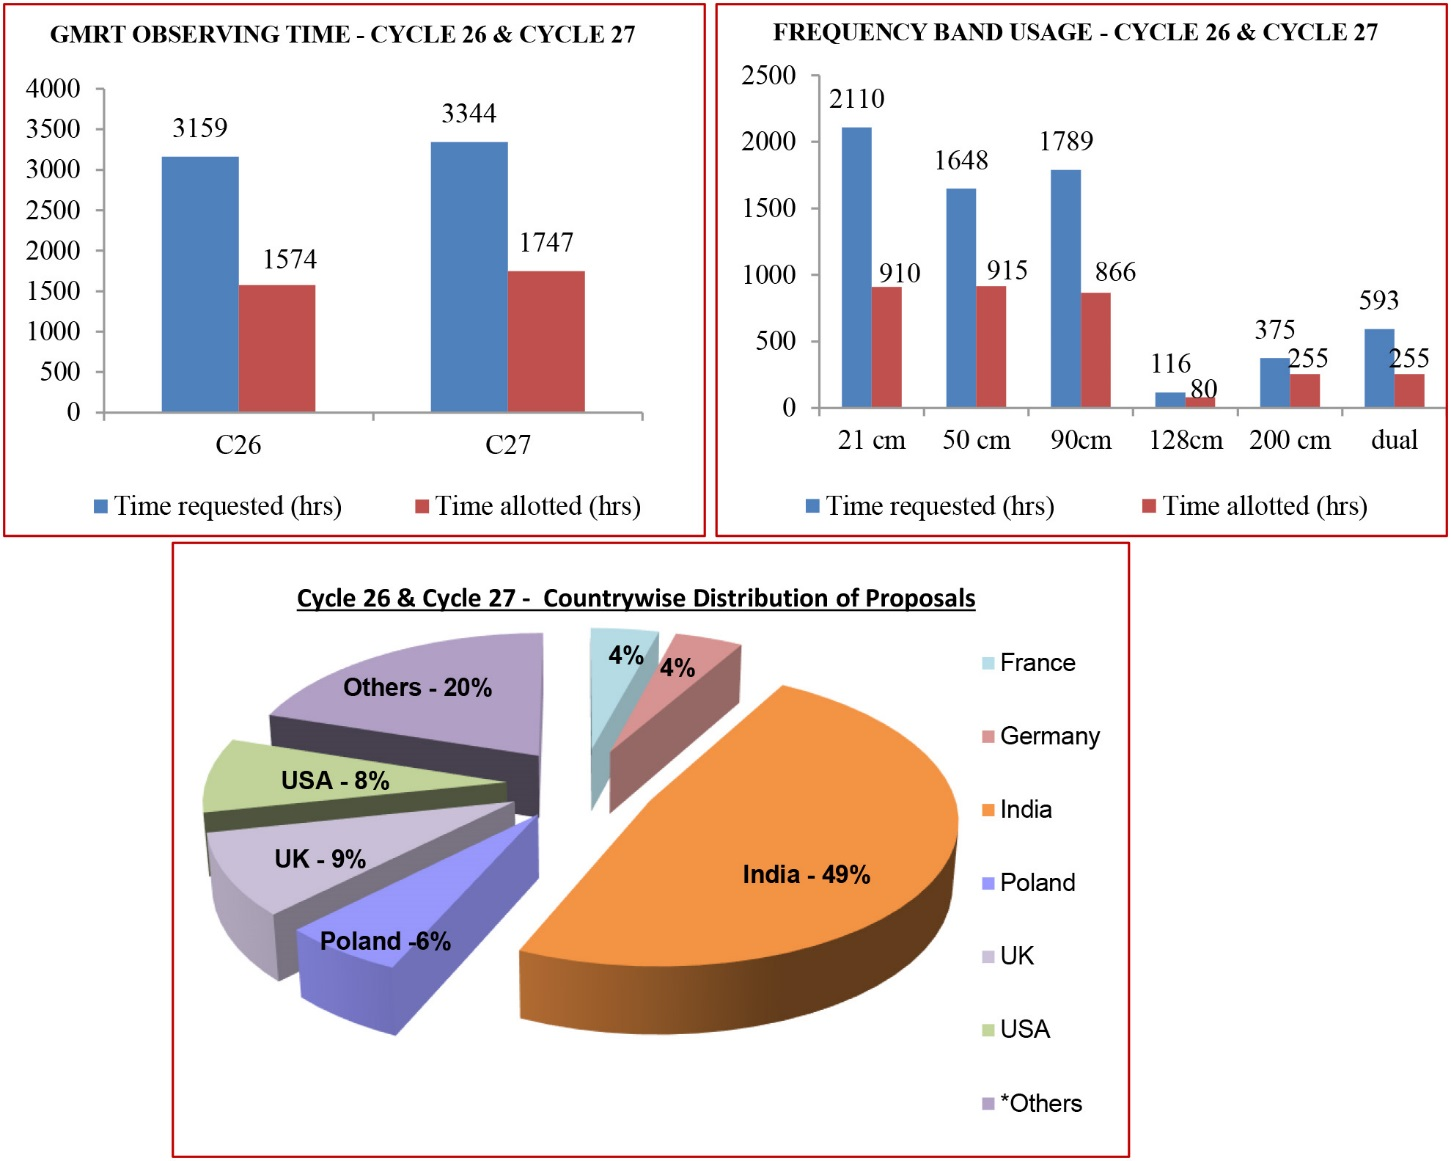 GMRT OBSERVING TIME - CYCLE 26 & CYCLE 27
4000
3500
3000
2500
2000
1500
1000
500
0
3159
1574
3344
1747
C26
C27
Time requested (hrs)
Time allotted (hrs)
FREQUENCY BAND USAGE - CYCLE 26 & CYCLE 27
2500
2000
1500
1000
500
0
2110
910
1648
915
1789
866
116
80
375
255
593
255
21 cm
50 cm
90cm
128cm
200 cm
dual
Time requested (hrs)
Time allotted (hrs)
Cycle 26 & Cycle 27 - Countrywise Distribution of Proposals
4%
4%
Others - 20%
USA - 8%
UK - 9%
Poland -6%
India - 49%
France
Germany
India
Poland
UK
USA
*Others